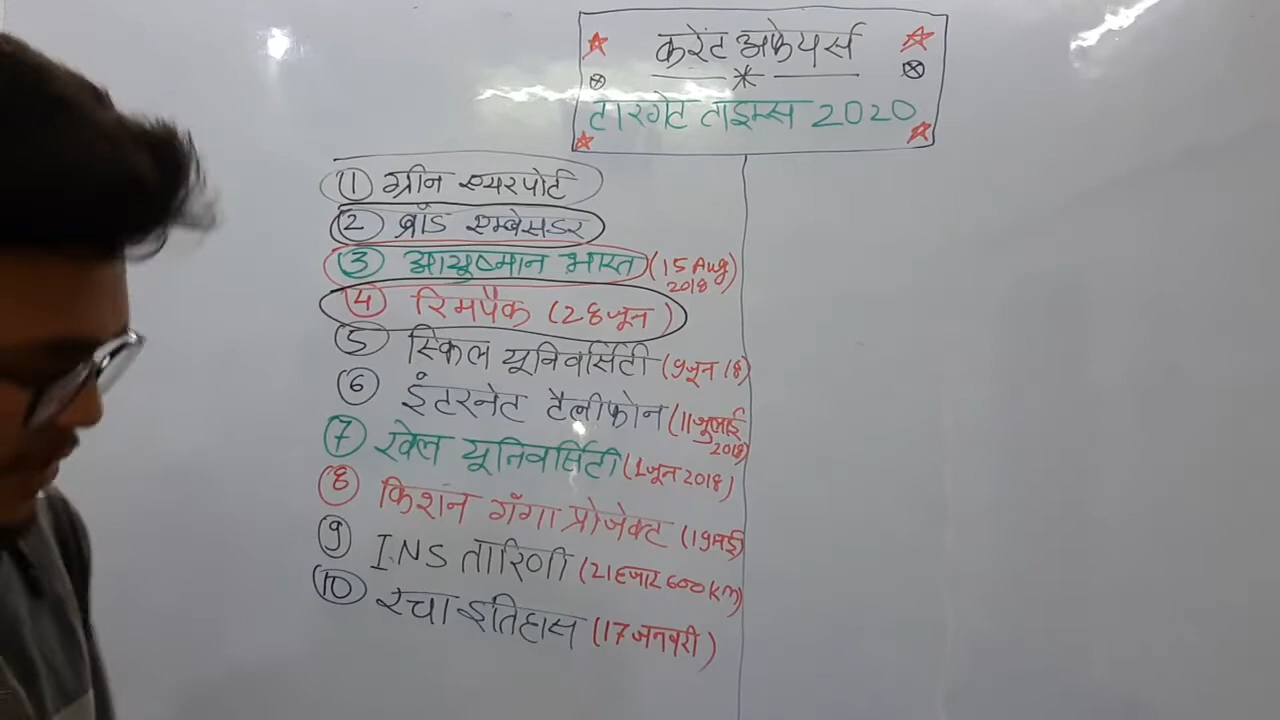 करेंट अफेयर्स
टारगेट टाइम्स 2020
1 ग्रीन एयरपोर्ट
2 ब्रॉड एम्बेसडर
3 आयुष्मान भारत (15 Aug 2018)
4 रिमपैक (28 जून)
5 स्किल यूनिवर्सिटी (9 जून 18)
6 इंटरनेट टैलीफोन (11 जुलाई 2018)
7 खेल यूनिवर्सिटी (1 जून 2018)
8 किशन गँगा प्रोजेक्ट (19 मई)
9 I.N.S तारिणी (21 हजार 600 km)
10 रचा इतिहास (17 जनवरी)